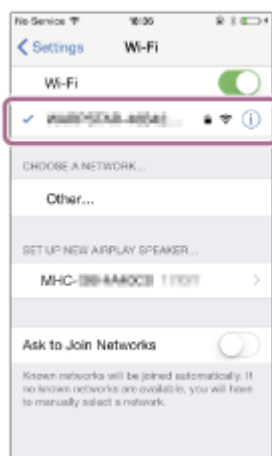 No Service 16:36
Settings Wi-Fi
Wi-Fi
CHOOSE A NETWORK...
Other...
SET UP NEW AIRPLAY SPEAKER...
MHC-
Ask to Join Networks
Known networks will be joined automatically. If
no known networks are available, you will have
to manually select a network.